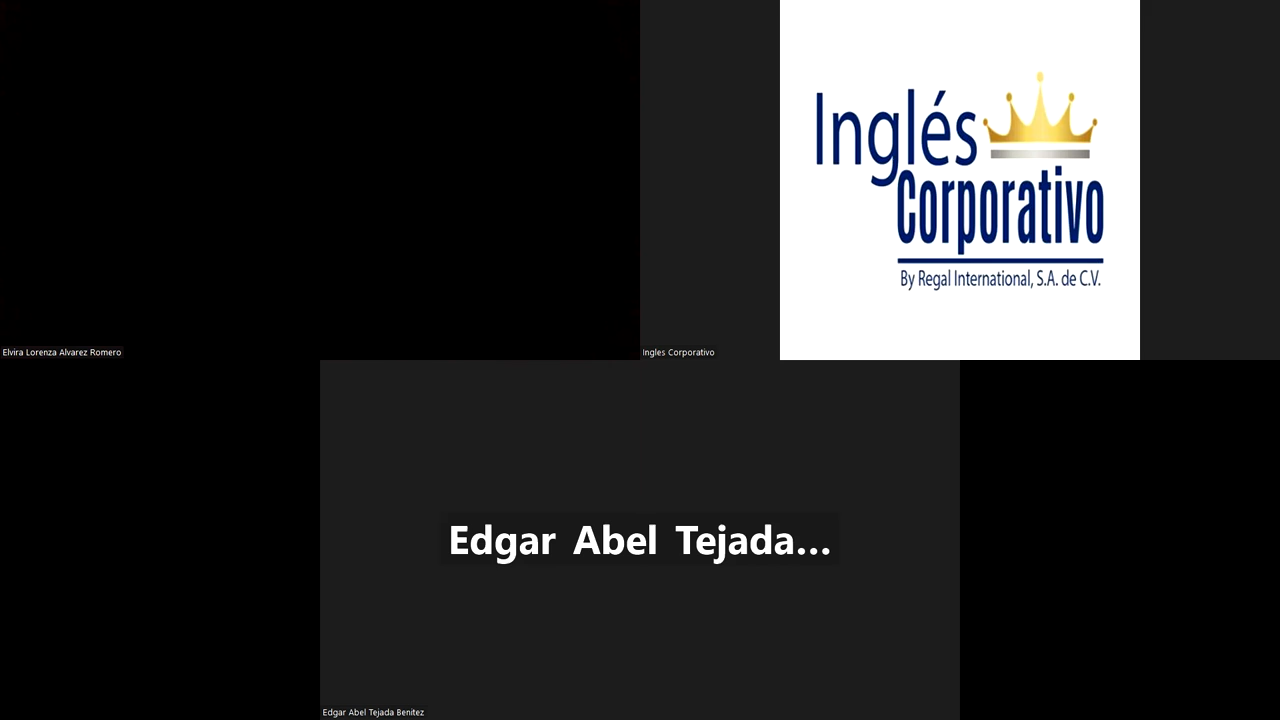 Inglés
Corporativo
By Regal International, S.A. de C.V.
Elvira Lorenza Alvarez Romero
Ingles Corporativo
Edgar Abel Tejada...
Edgar Abel Tejada Benitez